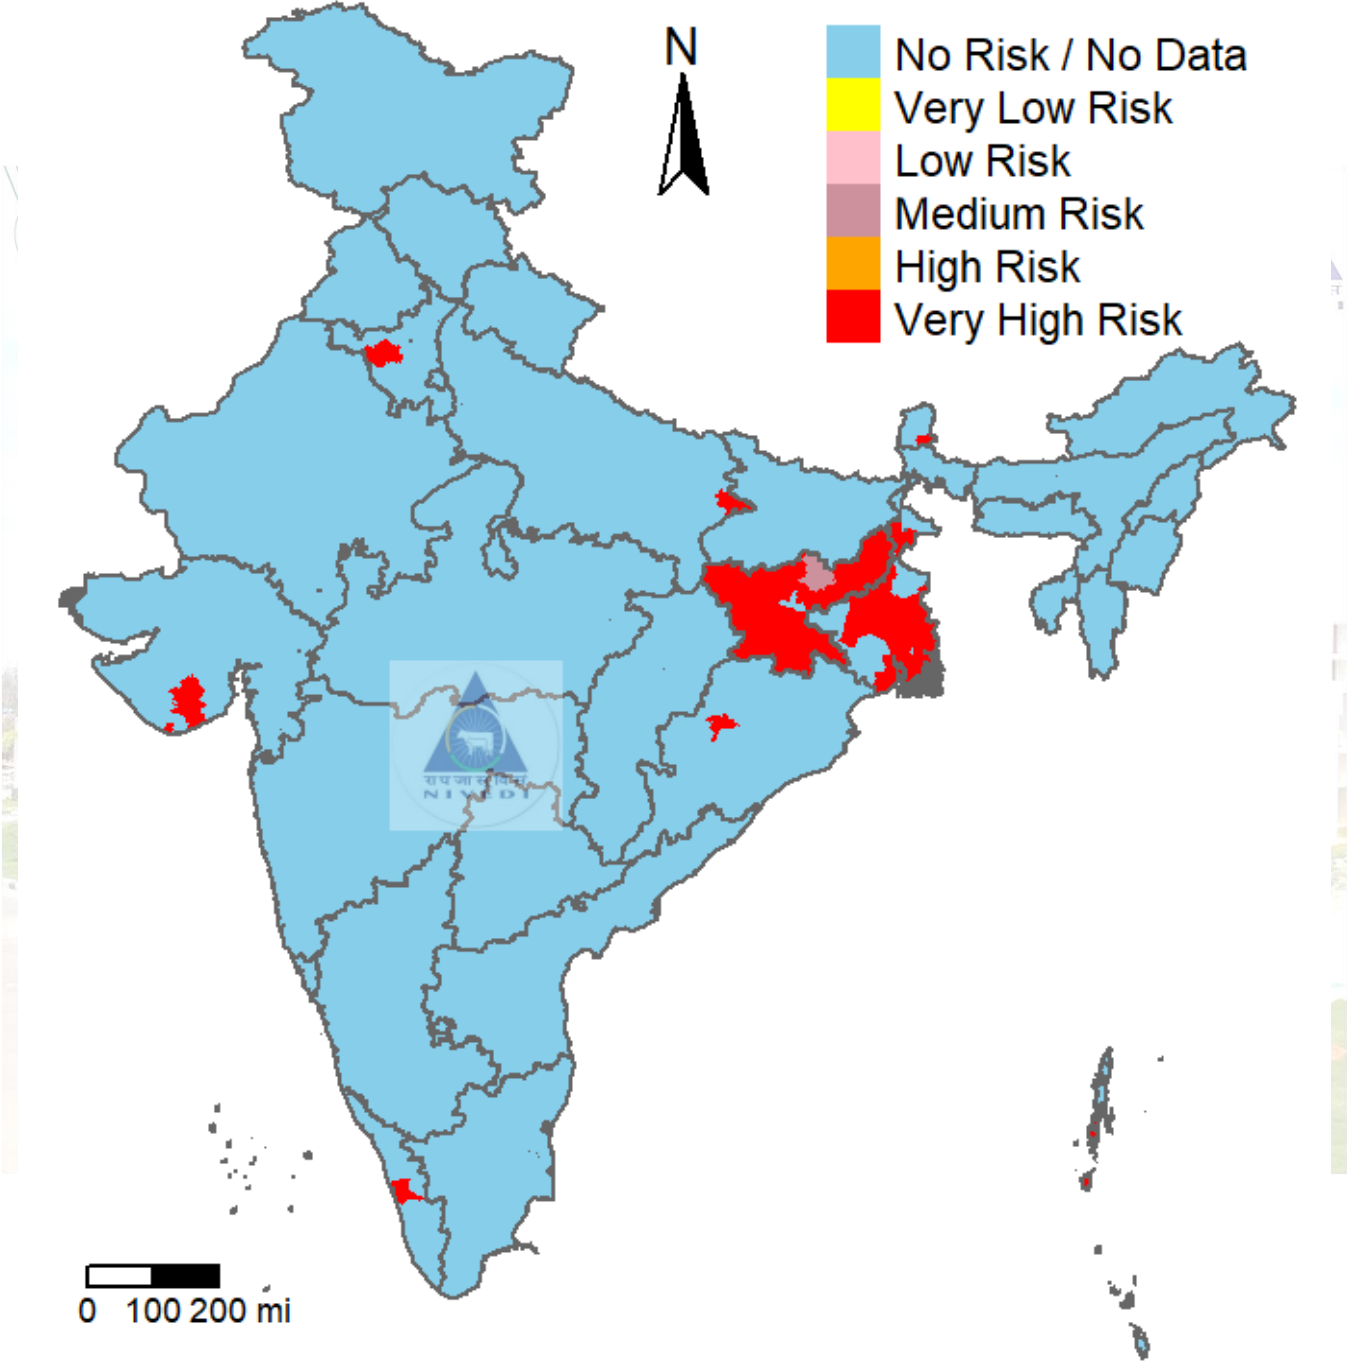 N
No Risk / No Data
Very Low Risk
Low Risk
Medium Risk
High Risk
Very High Risk
NIVEDI
0 100 200 mi